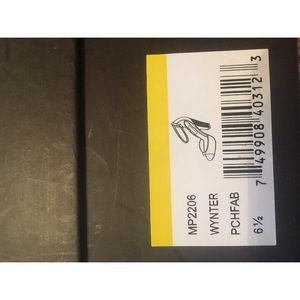 MP2206
WYNTER
PCHFAB
6½
7 49908 40312 3